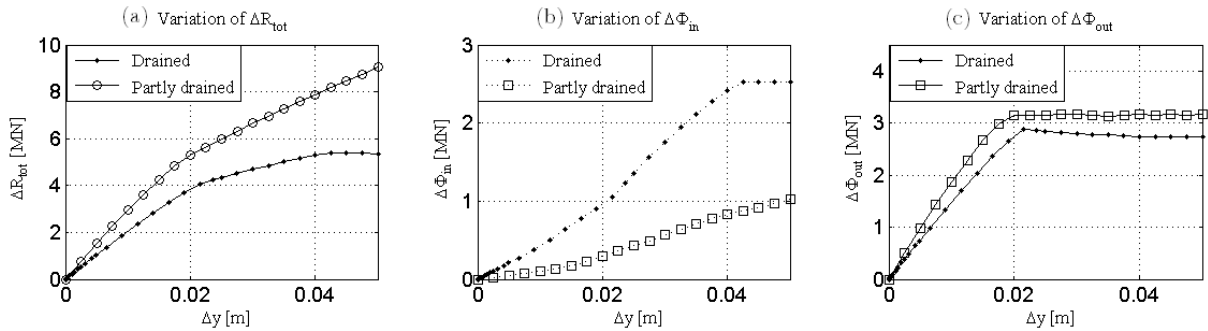 (a) Variation of ΔR_tot
ΔR_tot [MN]
10
8
6
4
2
0
Drained
Partly drained
0 0.02 0.04
Δy [m]
(b) Variation of ΔΦ_in
ΔΦ_in [MN]
3
2
1
0
Drained
Partly drained
0 0.02 0.04
Δy [m]
(c) Variation of ΔΦ_out
ΔΦ_out [MN]
4
3
2
1
0
Drained
Partly drained
0 0.02 0.04
Δy [m]